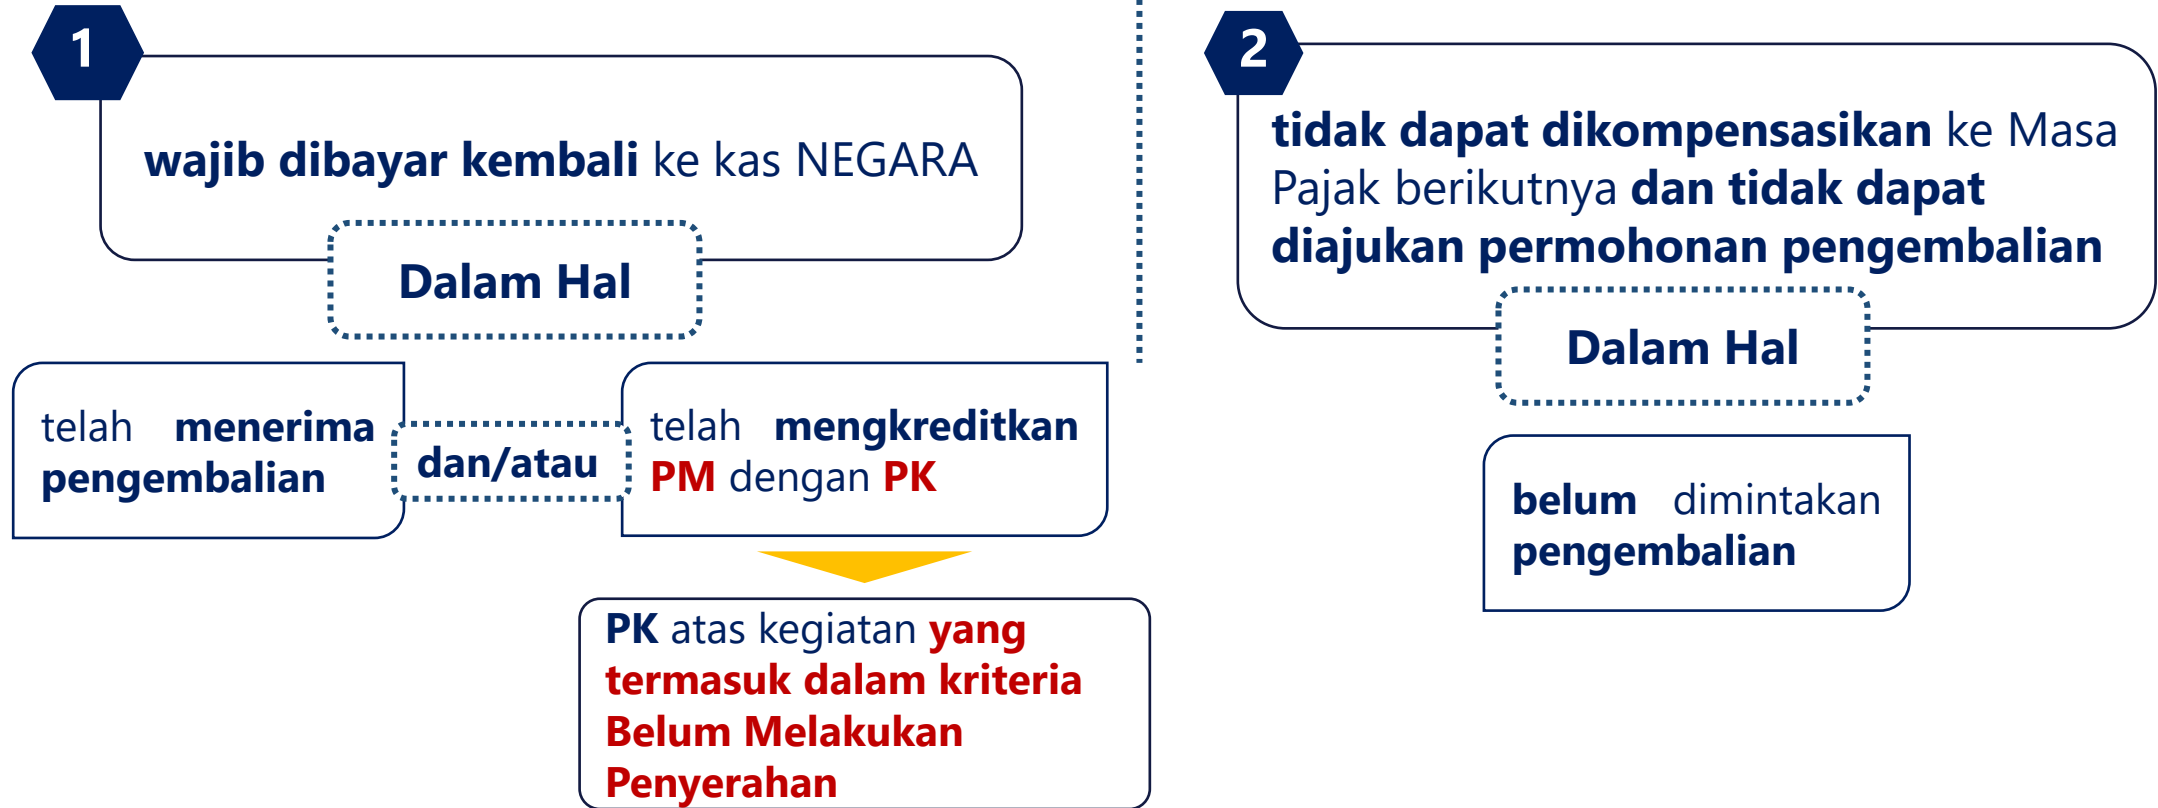 1
wajib dibayar kembali ke kas NEGARA
Dalam Hal
telah menerima
pengembalian
dan/atau
telah mengkreditkan
PM dengan PK
PK atas kegiatan yang
termasuk dalam kriteria
Belum Melakukan
Penyerahan
2
tidak dapat dikompensasikan ke Masa
Pajak berikutnya dan tidak dapat
diajukan permohonan pengembalian
Dalam Hal
belum dimintakan
pengembalian